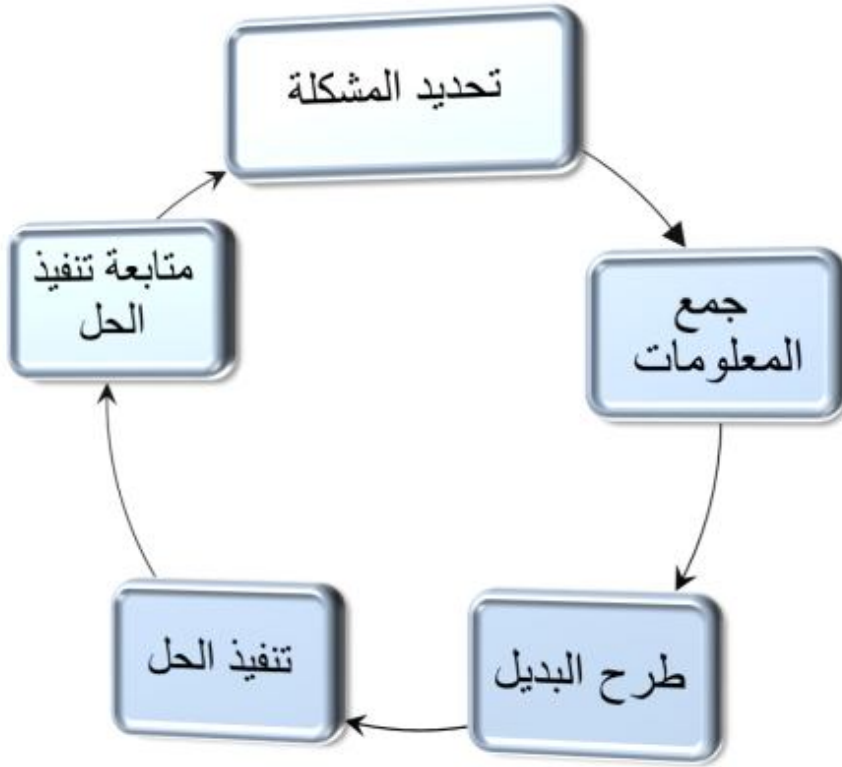 تحديد المشكلة
جمع
المعلومات
طرح البديل
تنفيذ الحل
متابعة تنفيذ
الحل